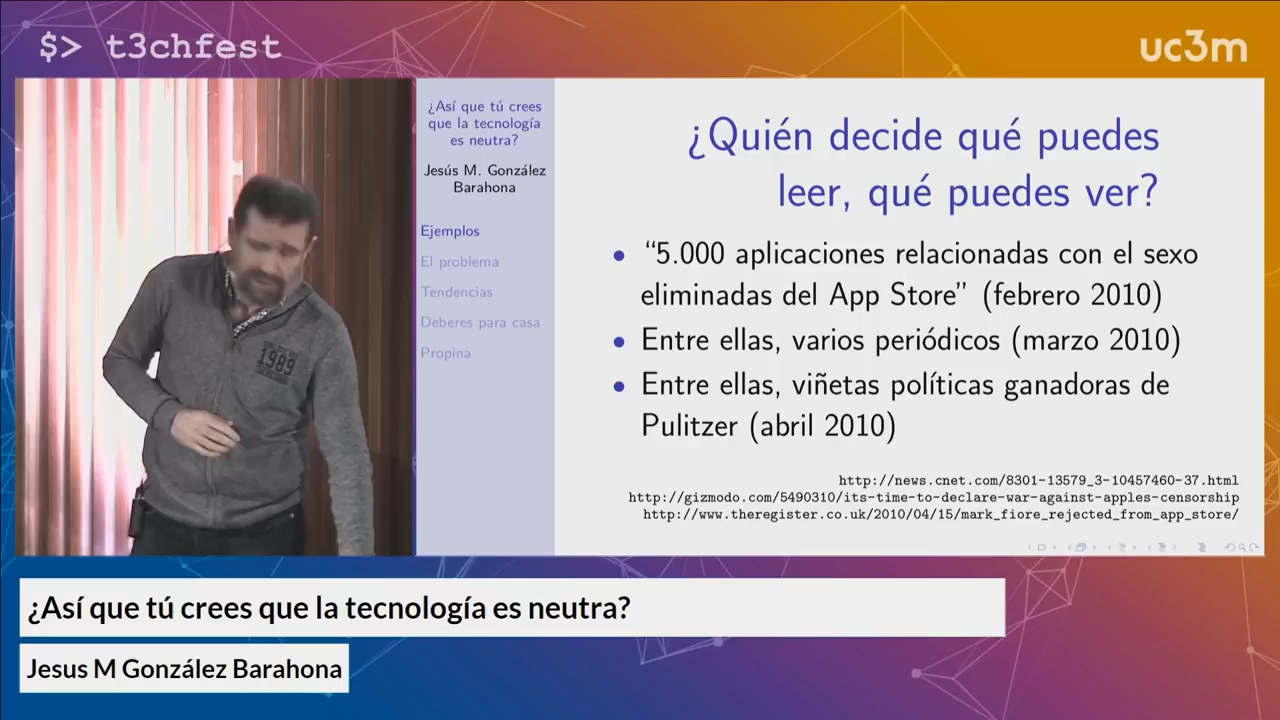 $> t3chfest
uc3m
¿Así que tú crees
que la tecnología
es neutra?
Jesús M. González
Barahona
Ejemplos
El problema
Tendencias
Deberes para casa
Propina
¿Quién decide qué puedes
leer, qué puedes ver?
• “5.000 aplicaciones relacionadas con el sexo
eliminadas del App Store” (febrero 2010)
• Entre ellas, varios periódicos (marzo 2010)
• Entre ellas, viñetas políticas ganadoras de
Pulitzer (abril 2010)
http://news.cnet.com/8301-13579_3-10457460-37.html
http://gizmodo.com/5490310/its-time-to-declare-war-against-apples-censorship
http://www.theregister.co.uk/2010/04/15/mark_fiore_rejected_from_app_store/
1989
¿Así que tú crees que la tecnología es neutra?
Jesus M González Barahona